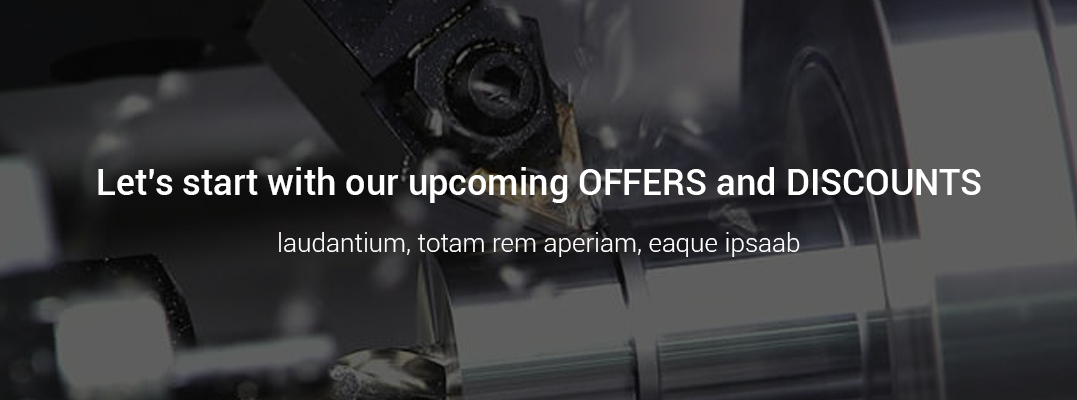 Let's start with our upcoming OFFERS and DISCOUNTS
laudantium, totam rem aperiam, eaque ipsaab